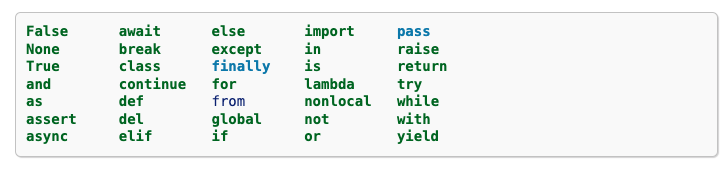 False await else import pass
None break except in raise
True class finally is return
and continue for lambda try
as def from nonlocal while
assert del global not with
async elif if or yield